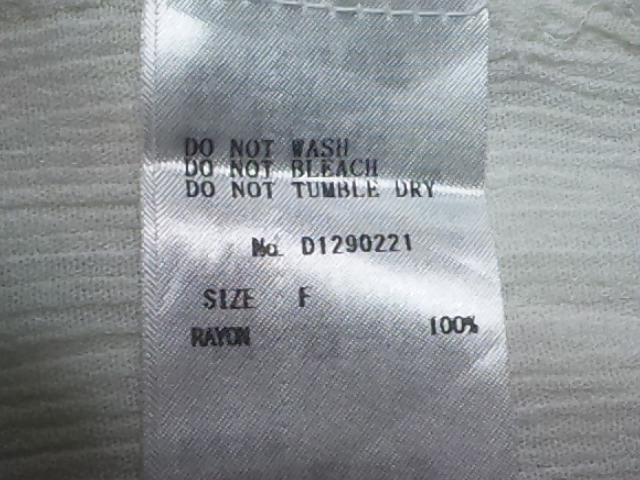 DO NOT WASH
DO NOT BLEACH
DO NOT TUMBLE DRY
No. D1290221
SIZE F
RAYON 100%